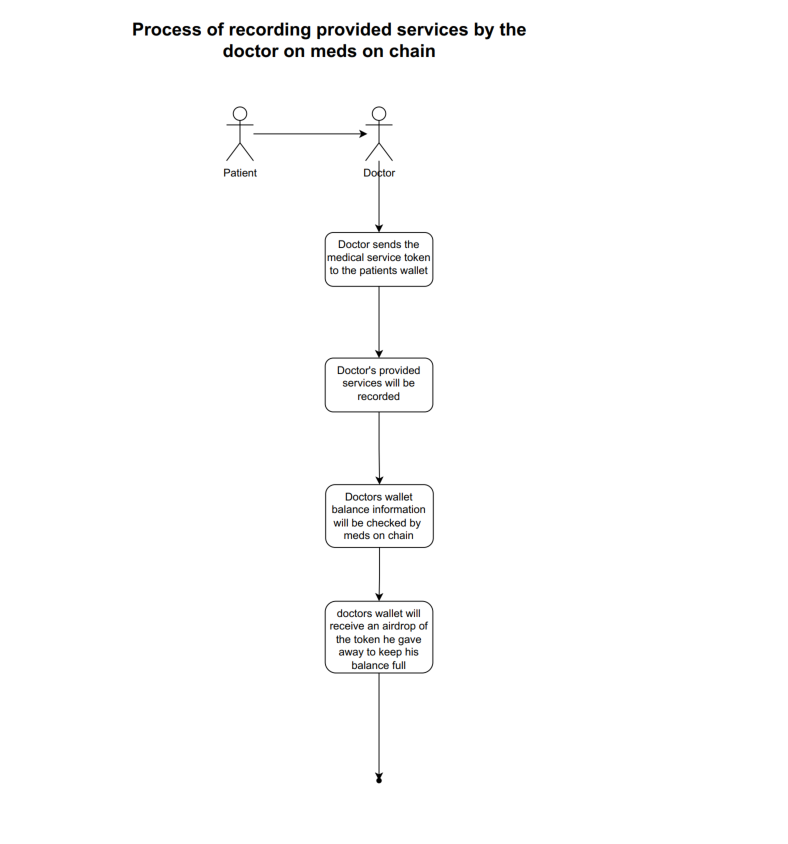 Process of recording provided services by the
doctor on meds on chain
Patient
Doctor
Doctor sends the
medical service token
to the patients wallet
Doctor's provided
services will be
recorded
Doctors wallet
balance information
will be checked by
meds on chain
doctors wallet will
receive an airdrop of
the token he gave
away to keep his
balance full